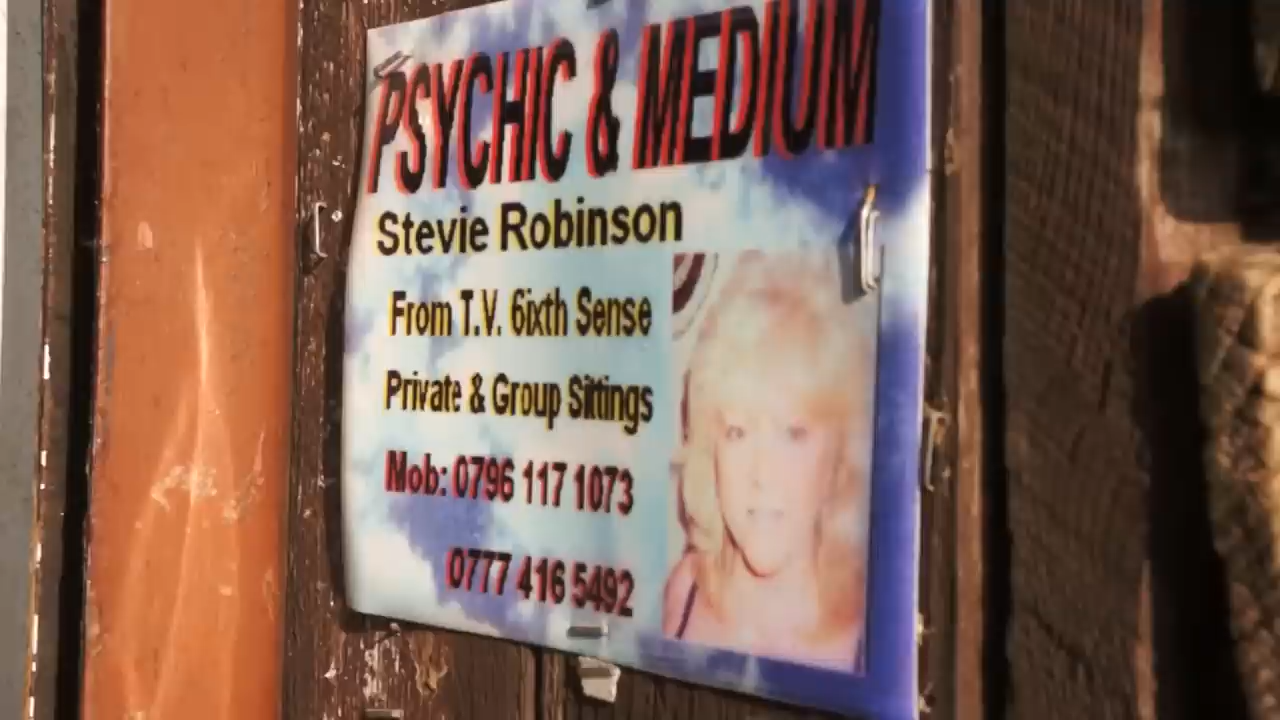 PSYCHIC & MEDIUM
Stevie Robinson
From T.V. 6ixth Sense
Private & Group Sittings
Mob: 0796 117 1073
0777 416 5492